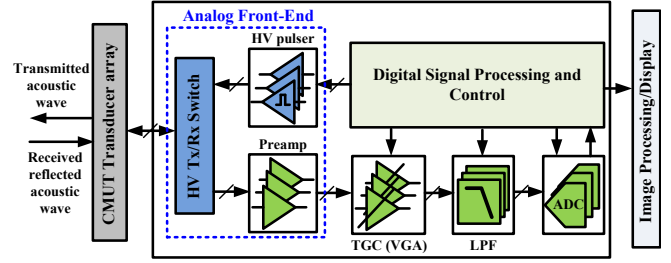 Analog Front-End
HV pulser
Transmitted
acoustic
wave
Received
reflected
acoustic
wave
CMUT Transducer array
HV Tx/Rx Switch
Preamp
Digital Signal Processing and
Control
TGC (VGA)
LPF
ADC
Image Processing/Display